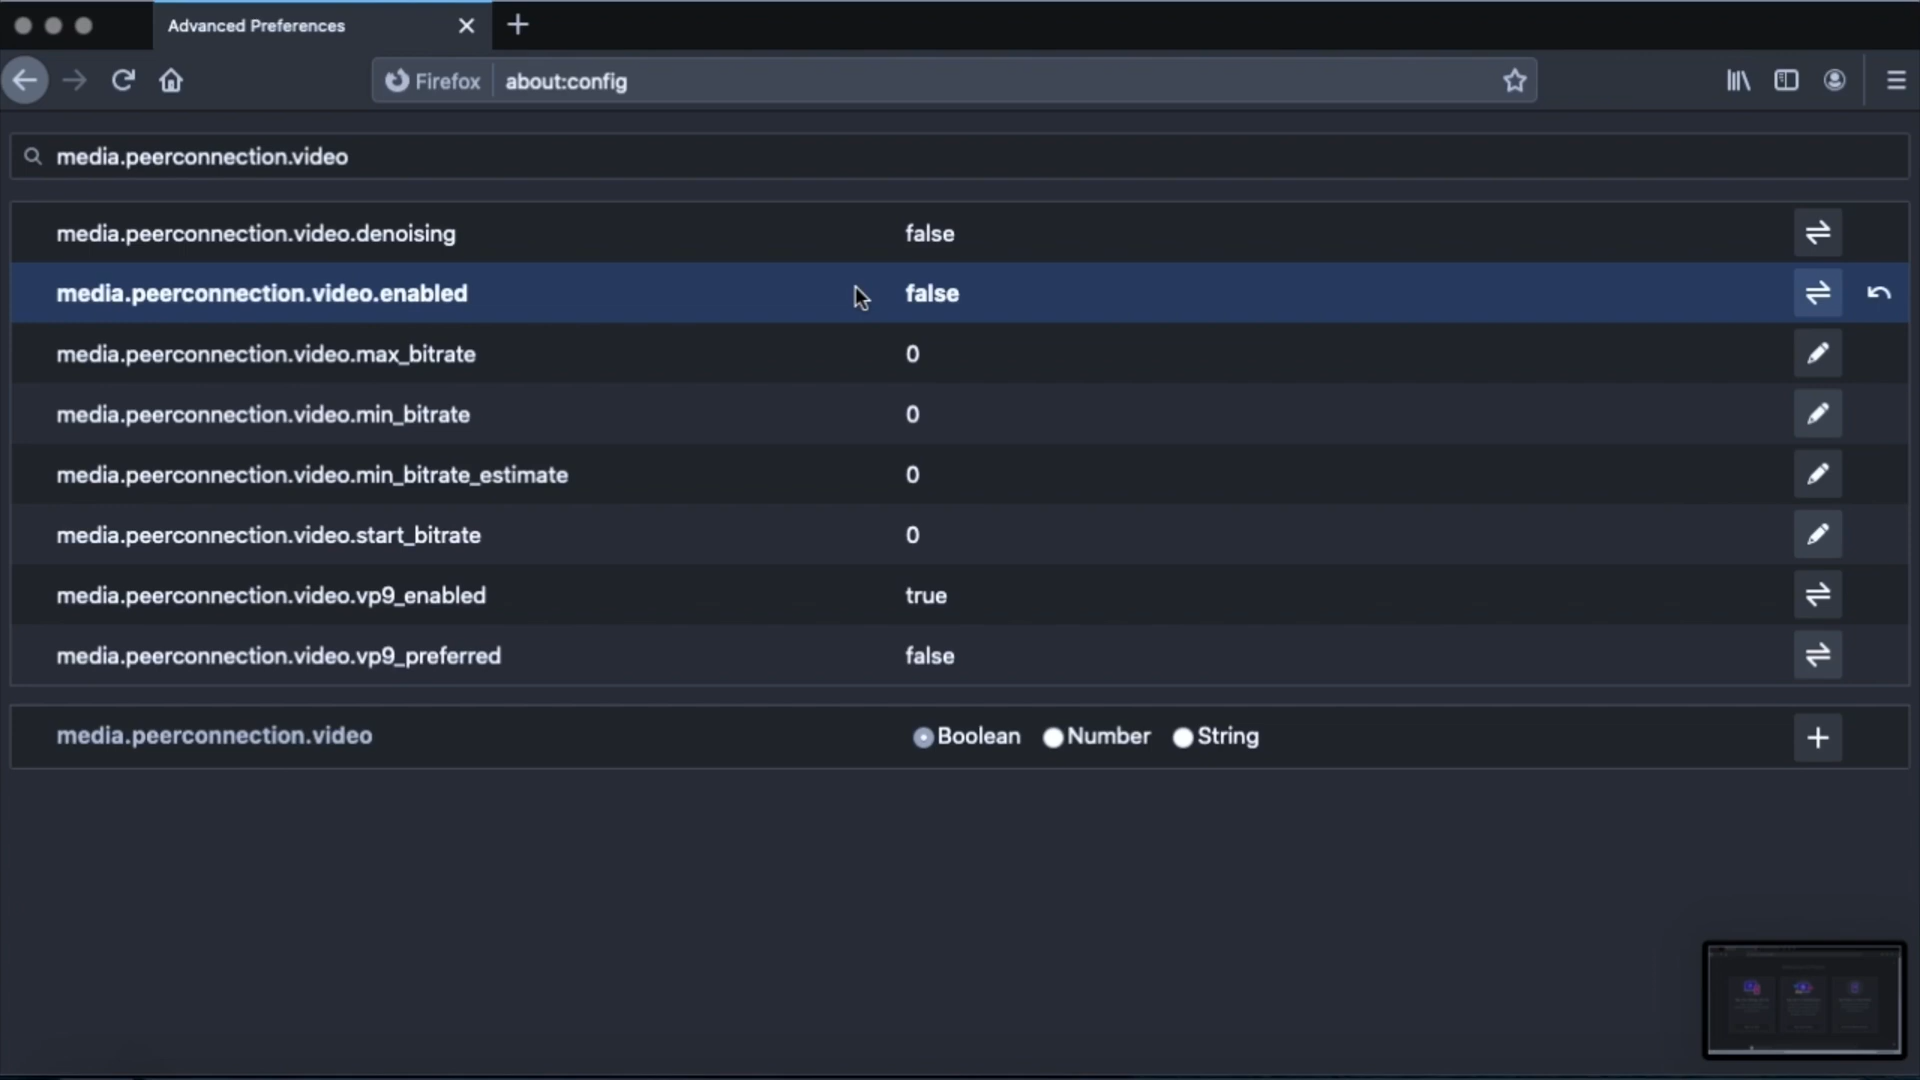 Advanced Preferences
Firefox about:config
media.peerconnection.video
media.peerconnection.video.denoising false
media.peerconnection.video.enabled false
media.peerconnection.video.max_bitrate 0
media.peerconnection.video.min_bitrate 0
media.peerconnection.video.min_bitrate_estimate 0
media.peerconnection.video.start_bitrate 0
media.peerconnection.video.vp9_enabled true
media.peerconnection.video.vp9_preferred false
media.peerconnection.video Boolean Number String